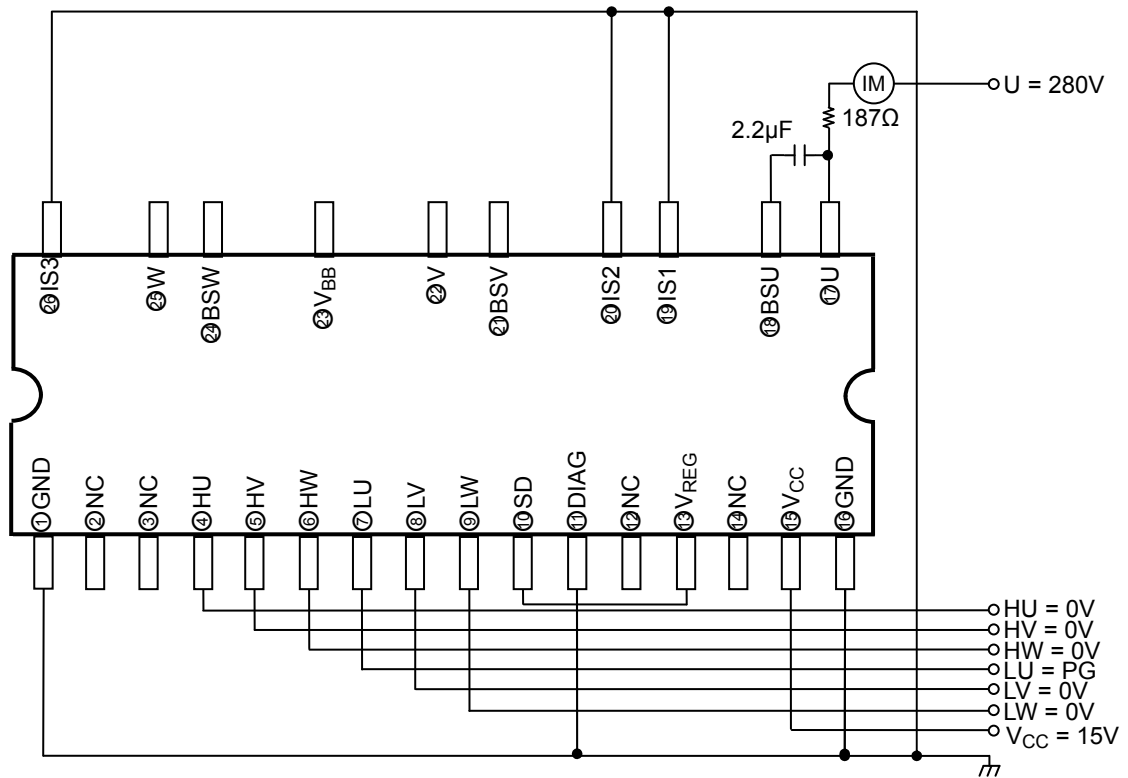 IM
U = 280V
187Ω
2.2μF
㉖IS3
㉕W
㉔BSW
㉓VBB
㉒V
㉑BSV
⑳IS2
⑲IS1
⑱BSU
⑰U
①GND
②NC
③NC
④HU
⑤HV
⑥HW
⑦LU
⑧LV
⑨LW
⑩SD
⑪DIAG
⑫NC
⑬VREG
⑭NC
⑮VCC
⑯GND
HU = 0V
HV = 0V
HW = 0V
LU = PG
LV = 0V
LW = 0V
VCC = 15V